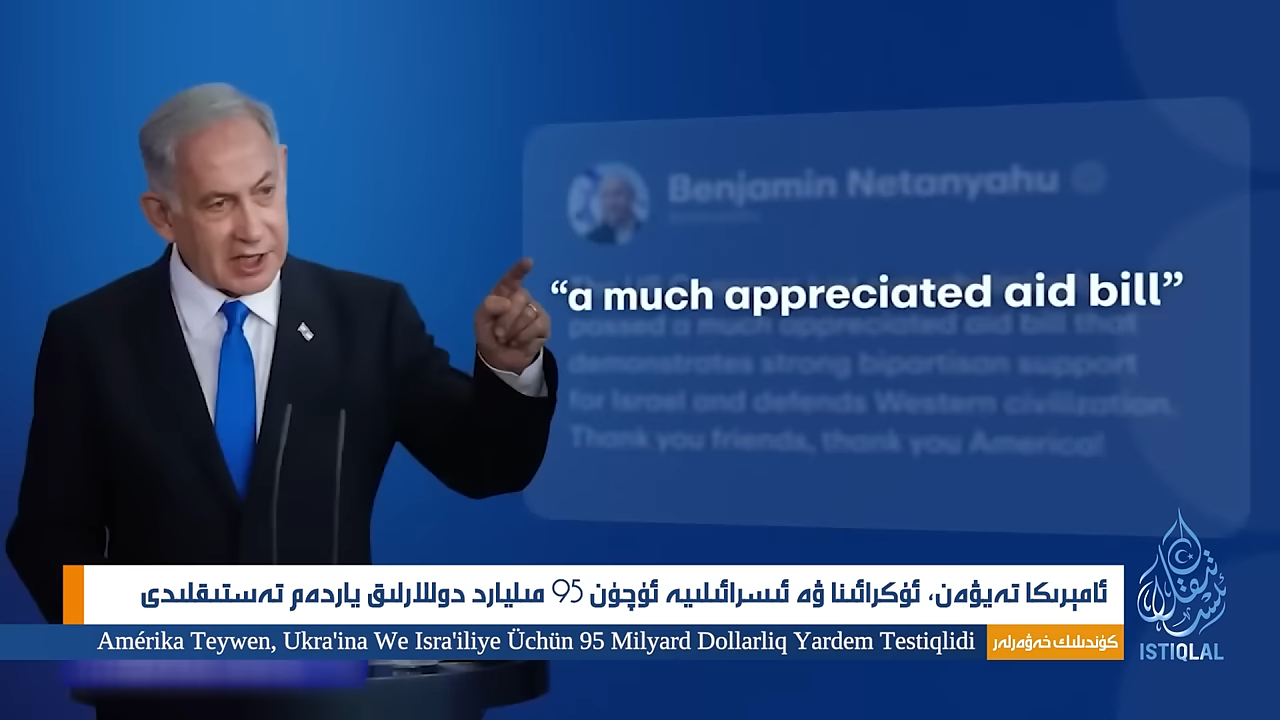 Benjamin Netanyahu
“a much appreciated aid bill”
passed a much appreciated aid bill that
demonstrates strong bipartisan support
for Israel and defends Western civilization.
Thank you friends, thank you America!
ئامېرىكا تەيۋەن، ئۇكرائىنا ۋە ئىسرائىلىيە ئۈچۈن 95 مىليارد دوللارلىق ياردەم تەستىقلىدى
Amérika Teywen, Ukra'ina We Isra'iliye Üchün 95 Milyard Dollarliq Yardem Testiqlidi
كۈندىلىك خەۋەرلەر
ئىستىقلال
ISTIQLAL